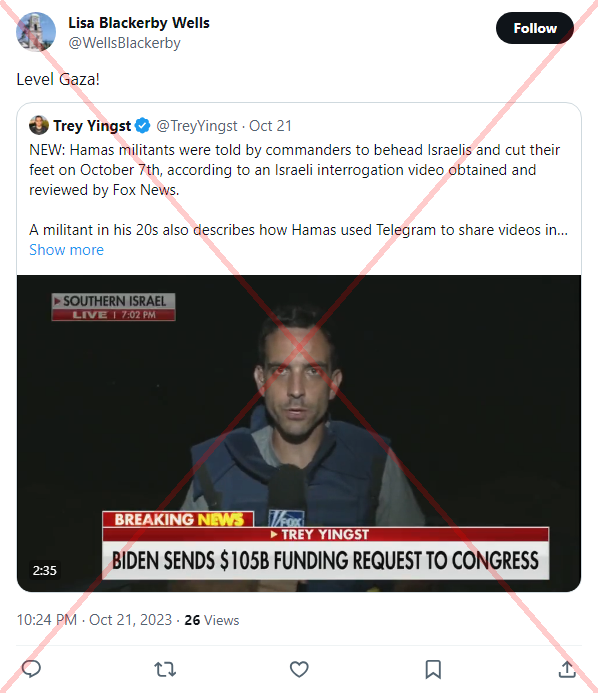 Lisa Blackerby Wells
@WellsBlackerby
Follow
Level Gaza!
Trey Yingst @TreyYingst · Oct 21
NEW: Hamas militants were told by commanders to behead Israelis and cut their
feet on October 7th, according to an Israeli interrogation video obtained and
reviewed by Fox News.
A militant in his 20s also describes how Hamas used Telegram to share videos in...
Show more
SOUTHERN ISRAEL
LIVE | 7:02 PM
FOX
BREAKING NEWS
TREY YINGST
BIDEN SENDS $105B FUNDING REQUEST TO CONGRESS
2:35
10:24 PM · Oct 21, 2023 · 26 Views